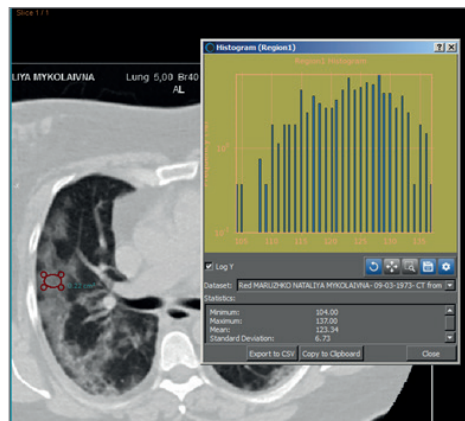 Slice 1 / 1
LIYA MYKOLAIVNA Lung 5,00 Br40
AL
Histogram (Region1)
Region1 Histogram
10
10
105 110 115 120 125 130 135
Log Y
Dataset: Red MARUZHKO NATALIYA MYKOLAIVNA- 09-03-1973- CT from
Statistics:
Minimum: 104.00
Maximum: 137.00
Mean: 123.34
Standard Deviation: 6.73
Export to CSV Copy to Clipboard Close